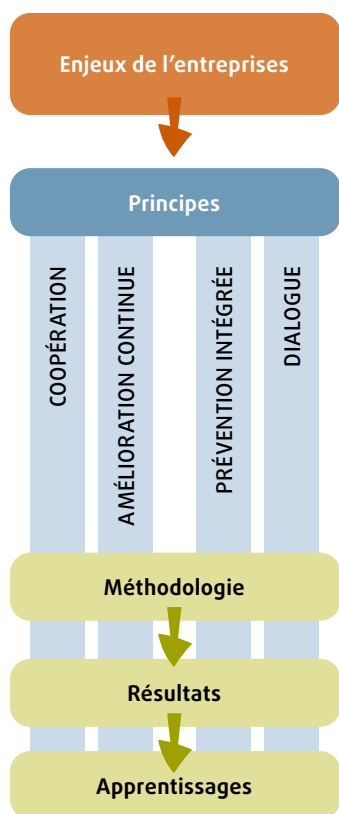 Enjeux de l’entreprises
Principes
COOPÉRATION
AMÉLIORATION CONTINUE
PRÉVENTION INTÉGRÉE
DIALOGUE
Méthodologie
Résultats
Apprentissages